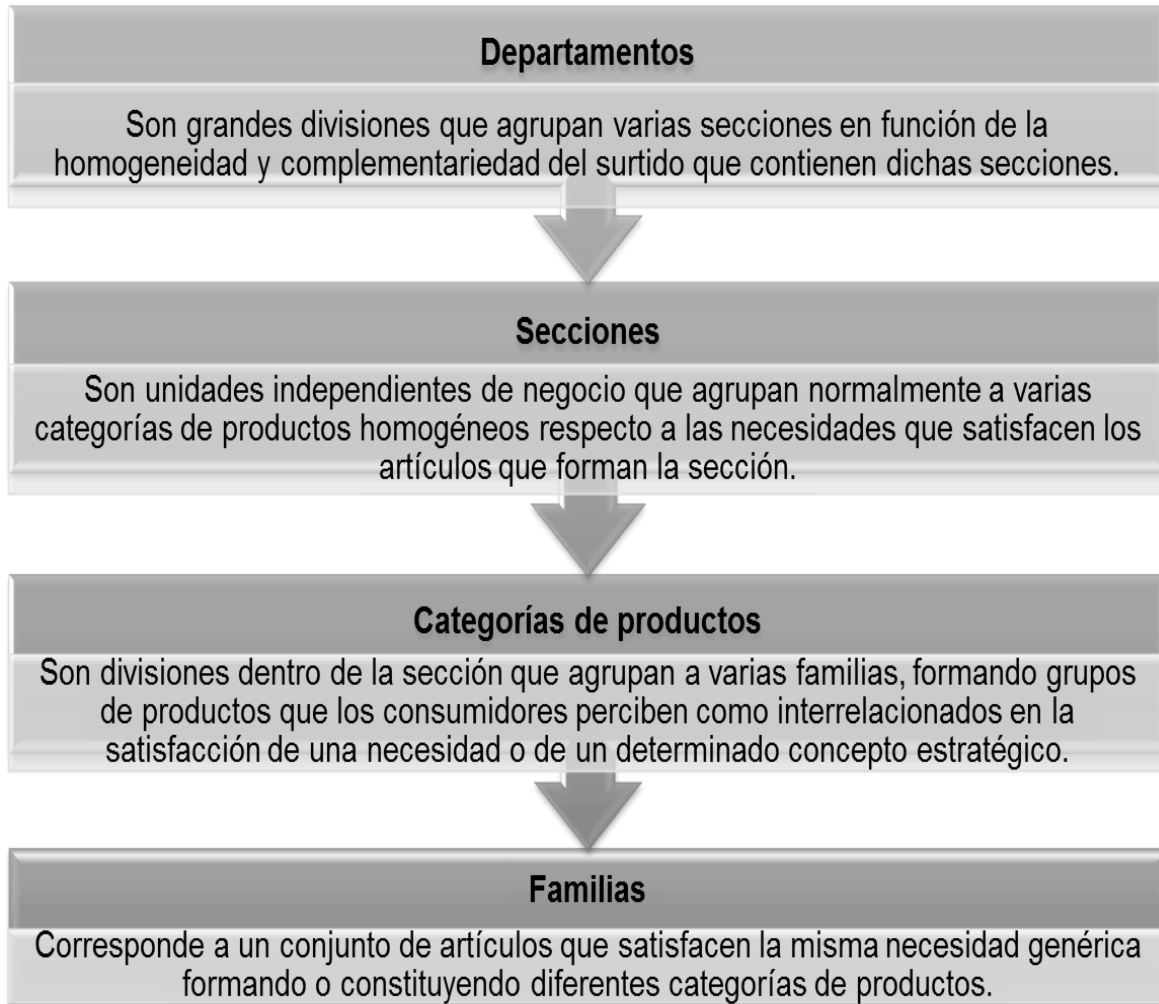 Departamentos
Son grandes divisiones que agrupan varias secciones en función de la
homogeneidad y complementariedad del surtido que contienen dichas secciones.
Secciones
Son unidades independientes de negocio que agrupan normalmente a varias
categorías de productos homogéneos respecto a las necesidades que satisfacen los
artículos que forman la sección.
Categorías de productos
Son divisiones dentro de la sección que agrupan a varias familias, formando grupos
de productos que los consumidores perciben como interrelacionados en la
satisfacción de una necesidad o de un determinado concepto estratégico.
Familias
Corresponde a un conjunto de artículos que satisfacen la misma necesidad genérica
formando o constituyendo diferentes categorías de productos.